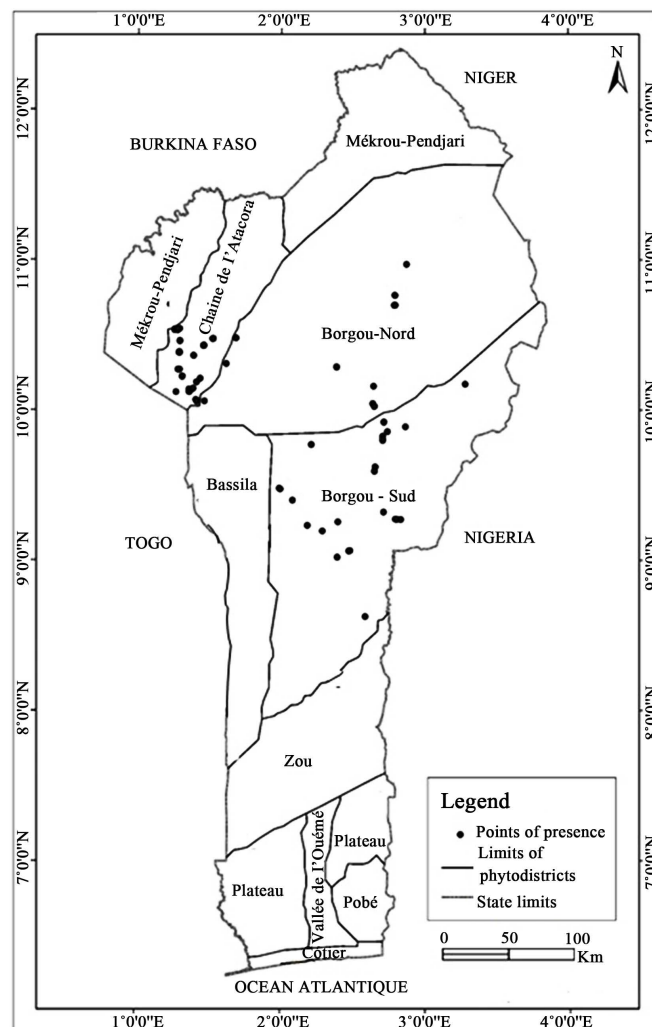 1°0'0"E 2°0'0"E 3°0'0"E 4°0'0"E
N
NIGER
12°0'0"N 12°0'0"N
BURKINA FASO
Mékrou-Pendjari
11°0'0"N 11°0'0"N
Mékrou-Pendjari
Chaine de l'Atacora
Borgou-Nord
10°0'0"N 10°0'0"N
Bassila
Borgou - Sud
TOGO
NIGERIA
9°0'0"N 9°0'0"N
8°0'0"N 8°0'0"N
Zou
Legend
Points of presence
Limits of
phytodistricts
State limits
Plateau
Vallée de l'Ouémé
7°0'0"N 7°0'0"N
Plateau
Pobé
0 50 100
Km
Côtier
OCEAN ATLANTIQUE
1°0'0"E 2°0'0"E 3°0'0"E 4°0'0"E